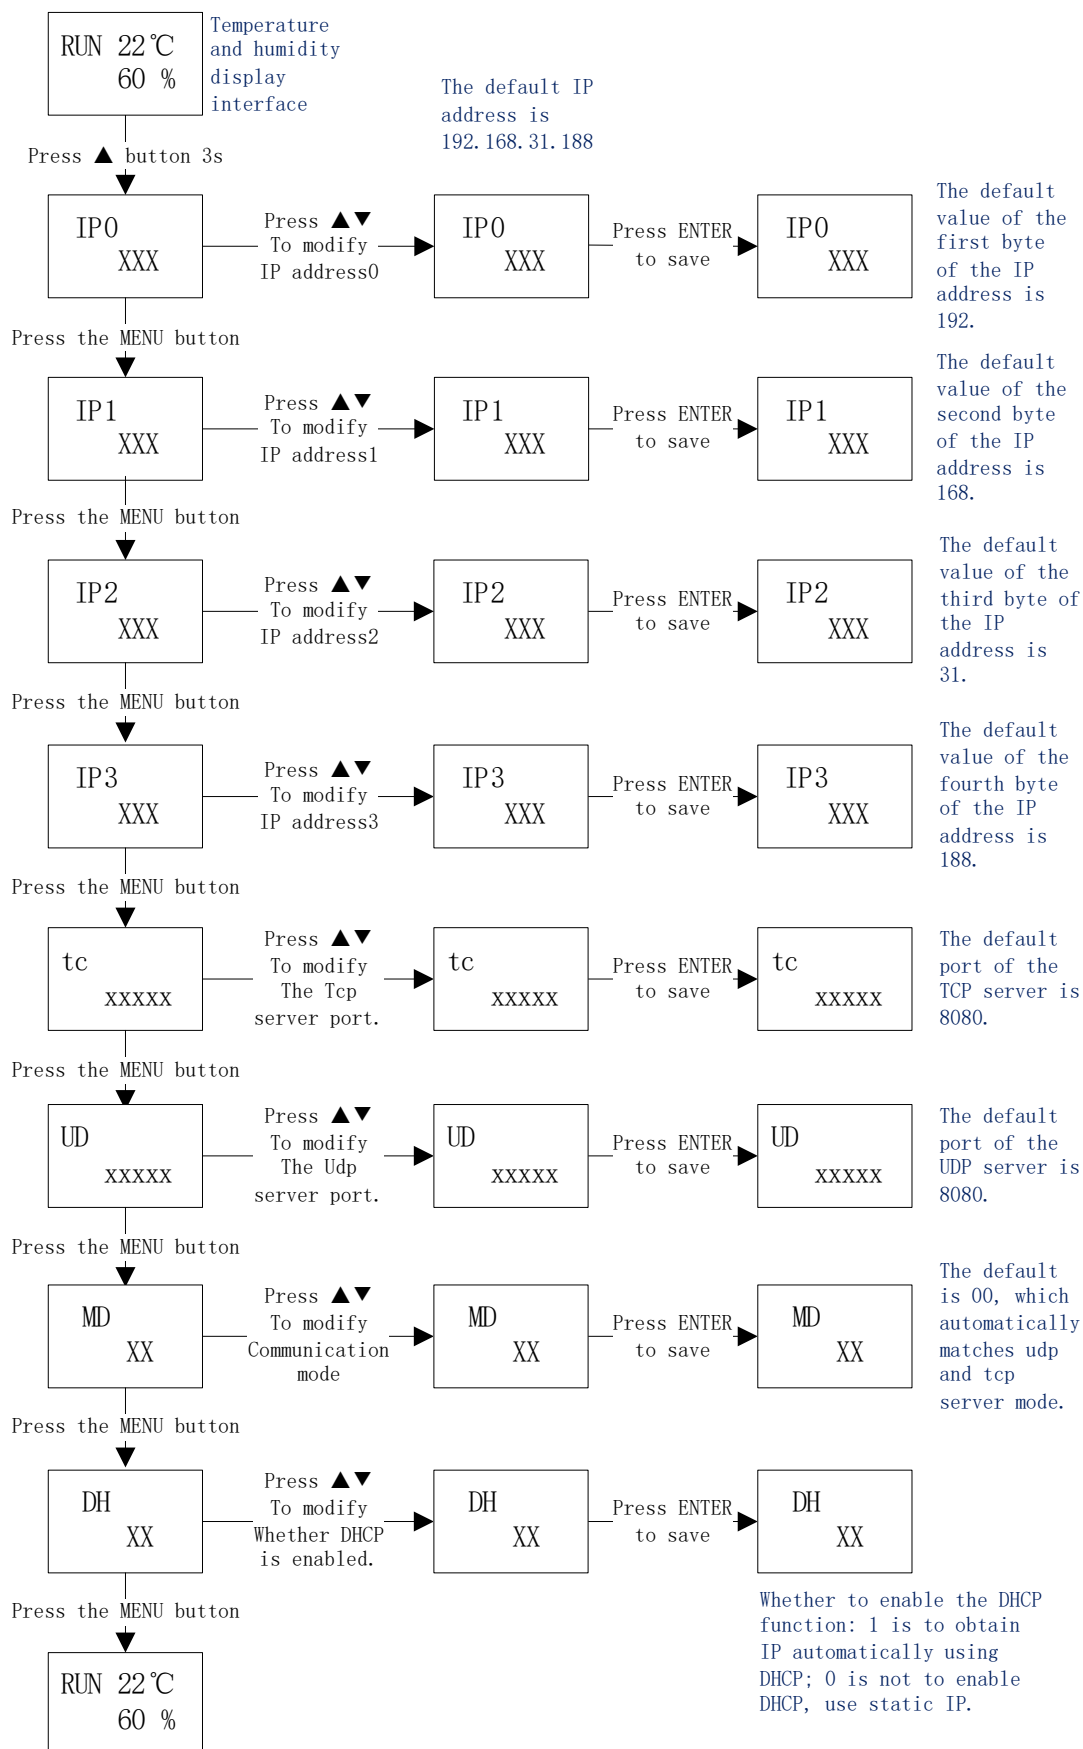 RUN 22℃
60 %
Temperature
and humidity
display
interface
The default IP
address is
192.168.31.188
Press ▲ button 3s
IP0
XXX
Press ▲▼
To modify
IP address0
IP0
XXX
Press ENTER
to save
IP0
XXX
The default
value of the
first byte
of the IP
address is
192.
Press the MENU button
IP1
XXX
Press ▲▼
To modify
IP address1
IP1
XXX
Press ENTER
to save
IP1
XXX
The default
value of the
second byte
of the IP
address is
168.
Press the MENU button
IP2
XXX
Press ▲▼
To modify
IP address2
IP2
XXX
Press ENTER
to save
IP2
XXX
The default
value of the
third byte of
the IP
address is
31.
Press the MENU button
IP3
XXX
Press ▲▼
To modify
IP address3
IP3
XXX
Press ENTER
to save
IP3
XXX
The default
value of the
fourth byte
of the IP
address is
188.
Press the MENU button
tc
xxxxx
Press ▲▼
To modify
The Tcp
server port.
tc
xxxxx
Press ENTER
to save
tc
xxxxx
The default
port of the
TCP server is
8080.
Press the MENU button
UD
xxxxx
Press ▲▼
To modify
The Udp
server port.
UD
xxxxx
Press ENTER
to save
UD
xxxxx
The default
port of the
UDP server is
8080.
Press the MENU button
MD
XX
Press ▲▼
To modify
Communication
mode
MD
XX
Press ENTER
to save
MD
XX
The default
is 00, which
automatically
matches udp
and tcp
server mode.
Press the MENU button
DH
XX
Press ▲▼
To modify
Whether DHCP
is enabled.
DH
XX
Press ENTER
to save
DH
XX
Whether to enable the DHCP
function: 1 is to obtain
IP automatically using
DHCP; 0 is not to enable
DHCP, use static IP.
Press the MENU button
RUN 22℃
60 %